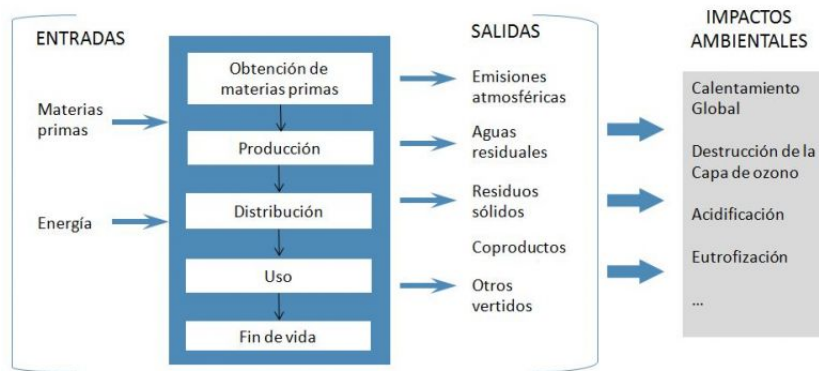 ENTRADAS
Materias
primas
Energía
Obtención de
materias primas
Producción
Distribución
Uso
Fin de vida
SALIDAS
Emisiones
atmosféricas
Aguas
residuales
Residuos
sólidos
Coproductos
Otros
vertidos
IMPACTOS
AMBIENTALES
Calentamiento
Global
Destrucción de la
Capa de ozono
Acidificación
Eutrofización
...